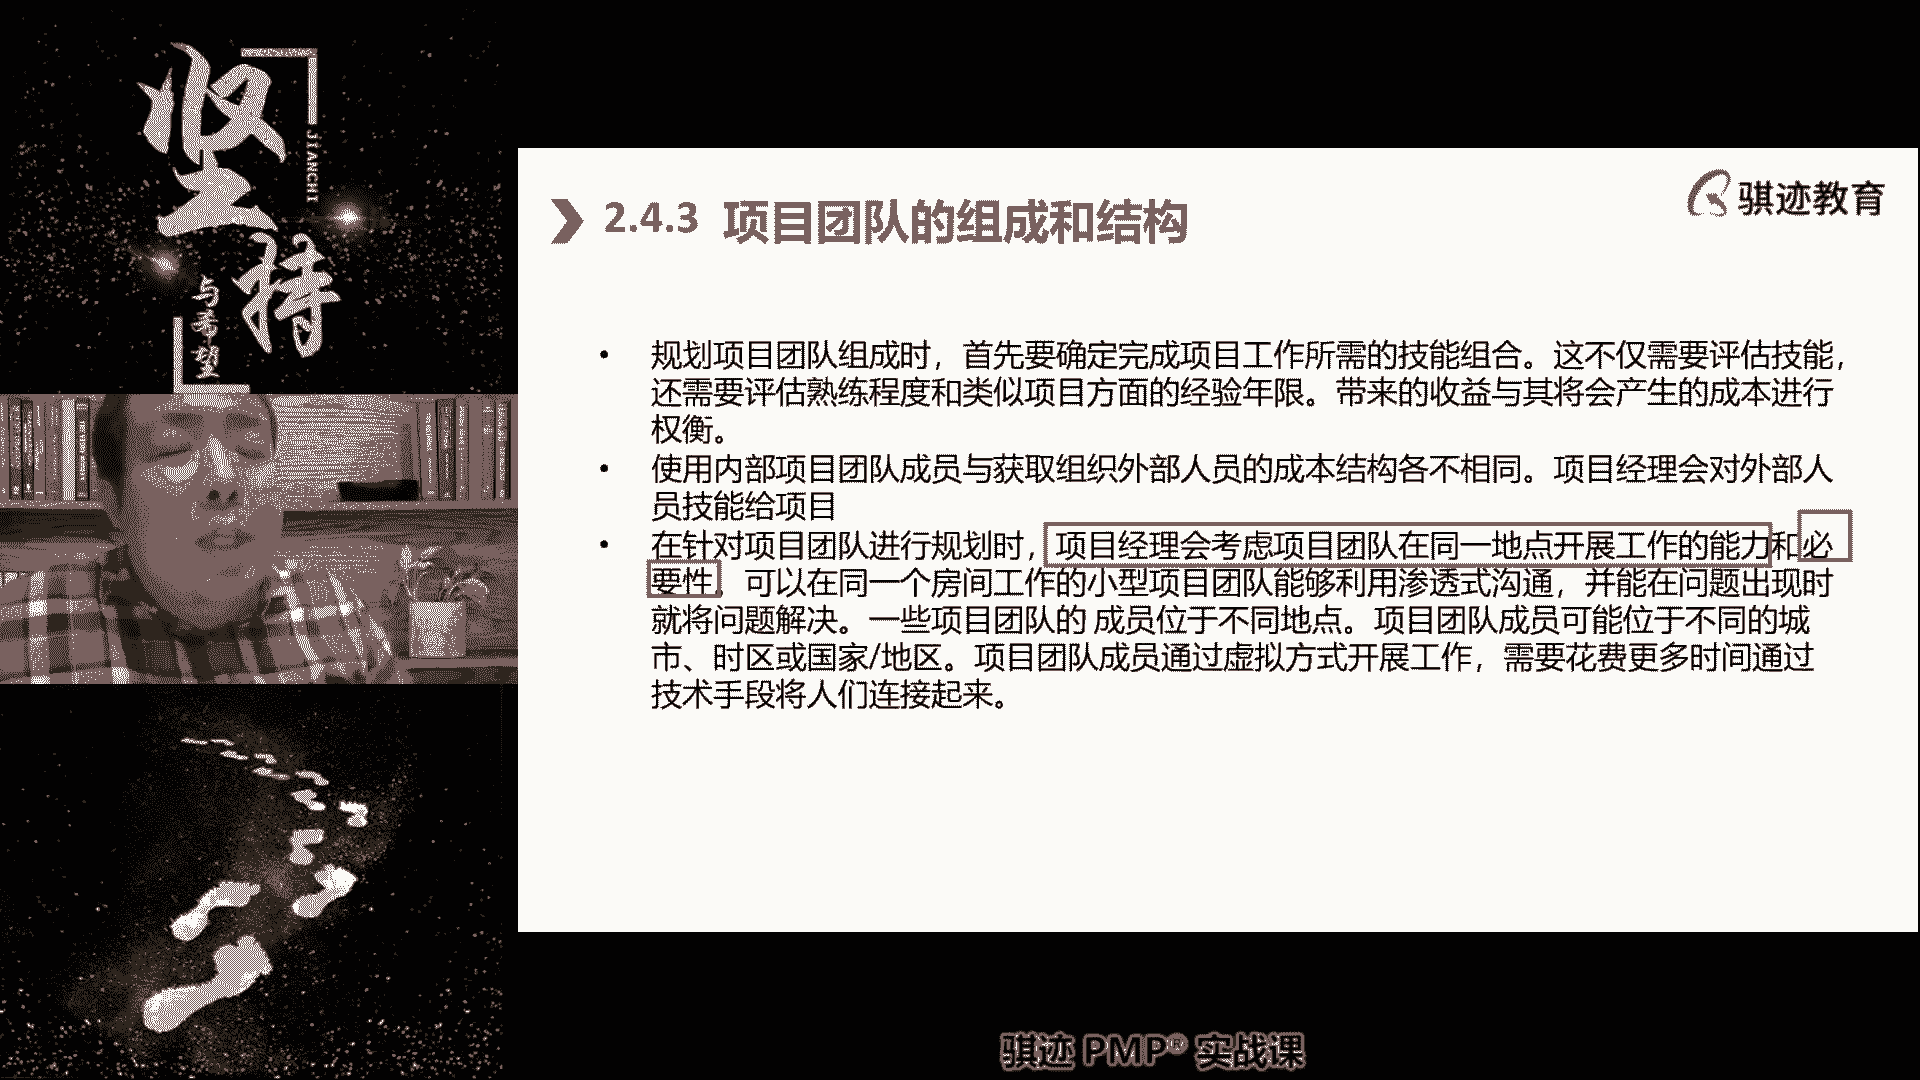 坚持
JIANCHI
与希望
骐迹教育
2.4.3 项目团队的组成和结构
• 规划项目团队组成时，首先要确定完成项目工作所需的技能组合。这不仅需要评估技能，
还需要评估熟练程度和类似项目方面的经验年限。带来的收益与其将会产生的成本进行
权衡。
• 使用内部项目团队成员与获取组织外部人员的成本结构各不相同。项目经理会对外部人
员技能给项目
• 在针对项目团队进行规划时，项目经理会考虑项目团队在同一地点开展工作的能力和必
要性。可以在同一个房间工作的小型项目团队能够利用渗透式沟通，并能在问题出现时
就将问题解决。一些项目团队的 成员位于不同地点。项目团队成员可能位于不同的城
市、时区或国家/地区。项目团队成员通过虚拟方式开展工作，需要花费更多时间通过
技术手段将人们连接起来。
骐迹 PMP® 实战课